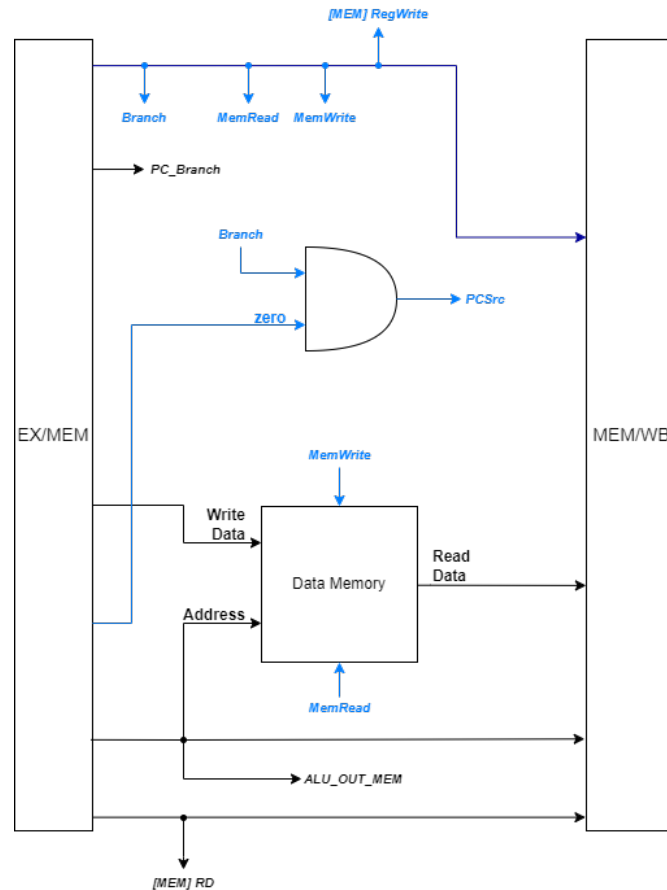 [MEM] RegWrite
Branch
MemRead
MemWrite
PC_Branch
Branch
PCSrc
zero
EX/MEM
MEM/WB
MemWrite
Write
Data
Read
Data
Data Memory
Address
MemRead
ALU_OUT_MEM
[MEM] RD